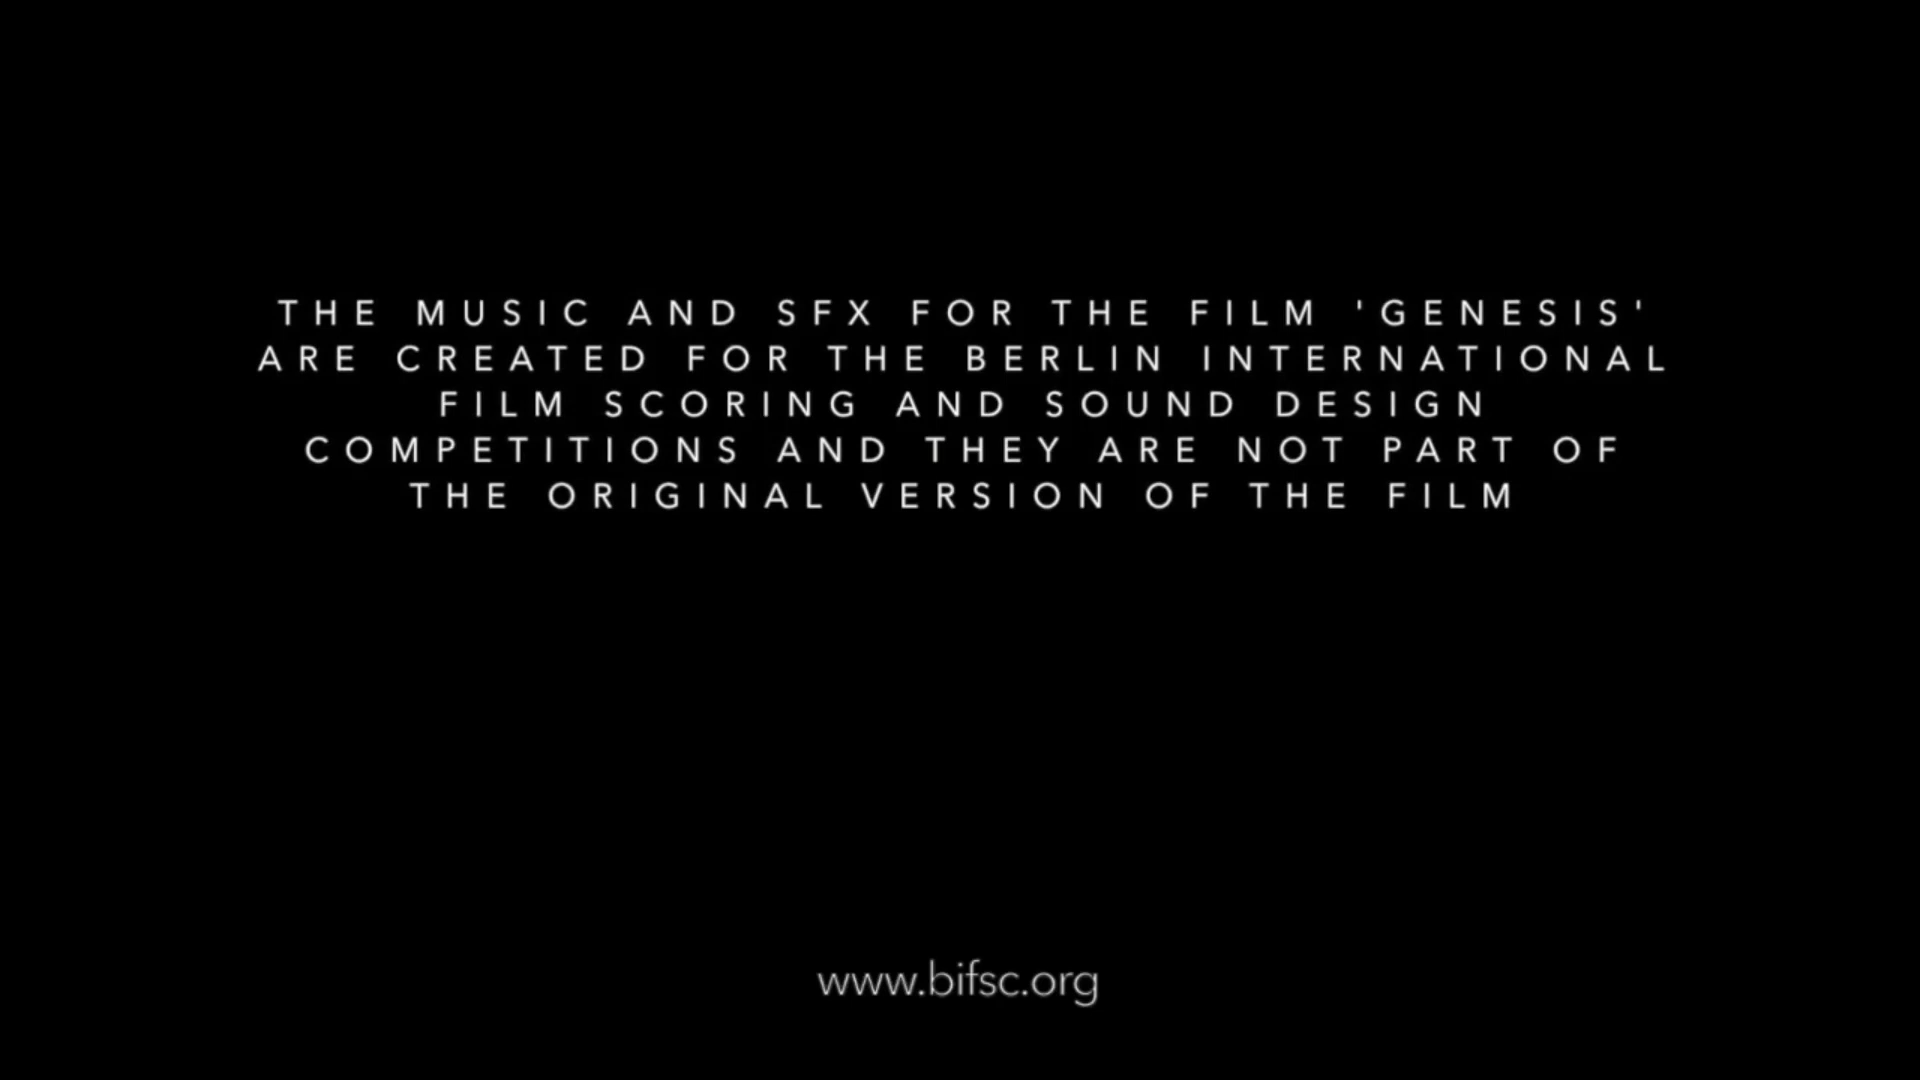 THE MUSIC AND SFX FOR THE FILM 'GENESIS'
ARE CREATED FOR THE BERLIN INTERNATIONAL
FILM SCORING AND SOUND DESIGN
COMPETITIONS AND THEY ARE NOT PART OF
THE ORIGINAL VERSION OF THE FILM
www.bifsc.org